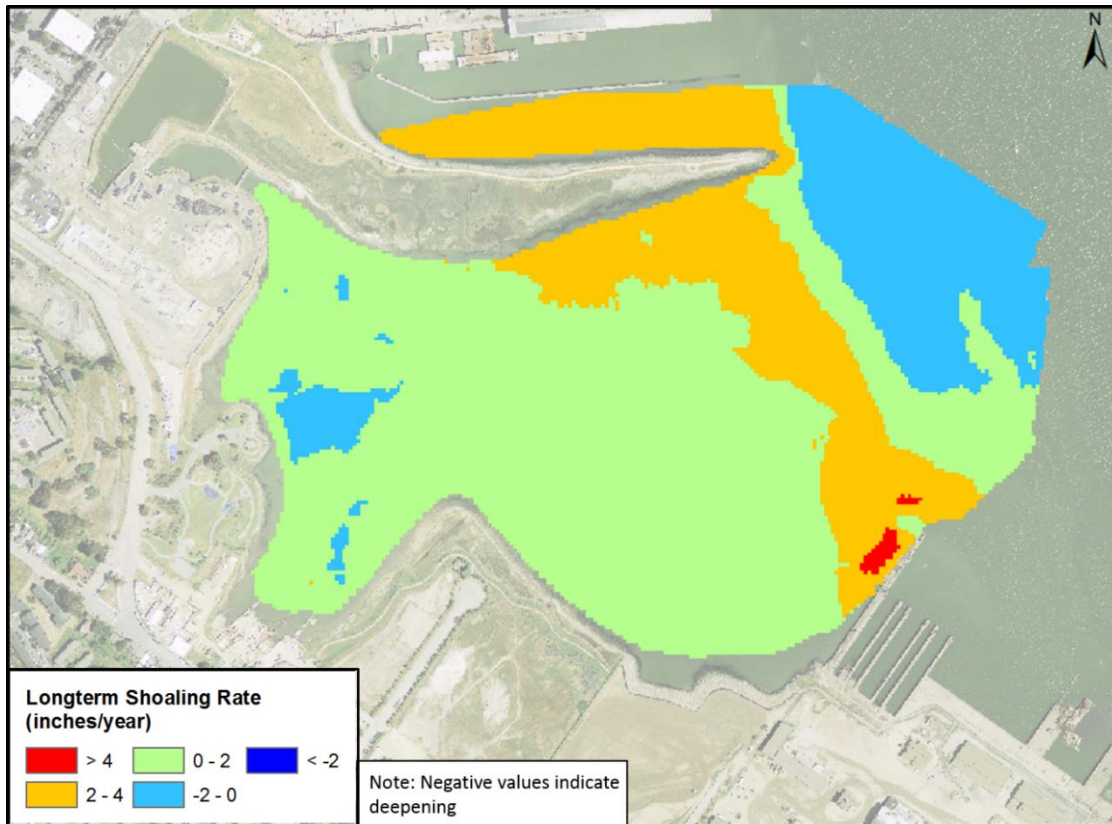 N
Longterm Shoaling Rate
(inches/year)
> 4
0 - 2
< -2
2 - 4
-2 - 0
Note: Negative values indicate
deepening